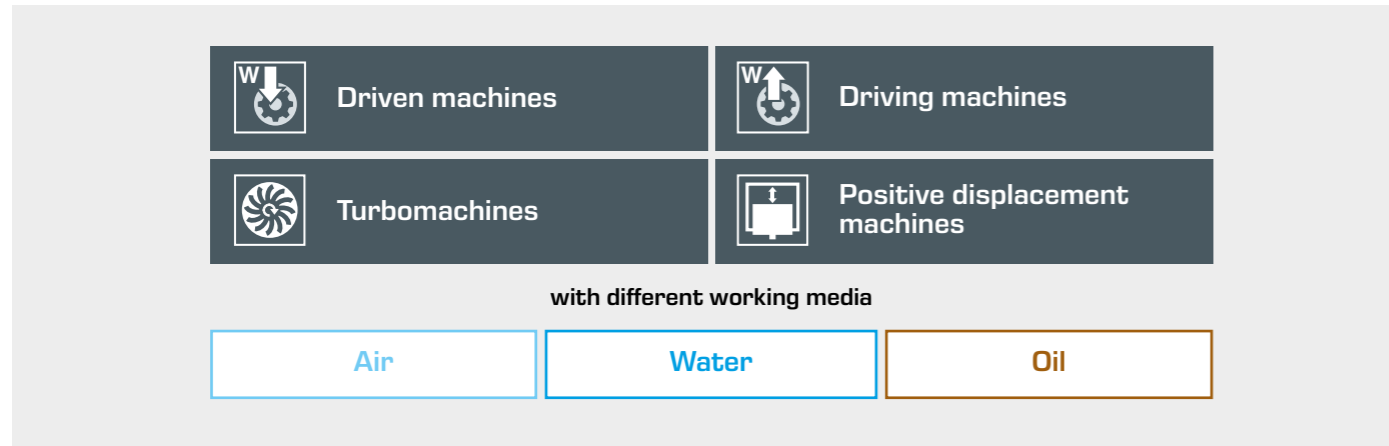 W
Driven machines
W
Driving machines
Turbomachines
Positive displacement
machines
with different working media
Air
Water
Oil